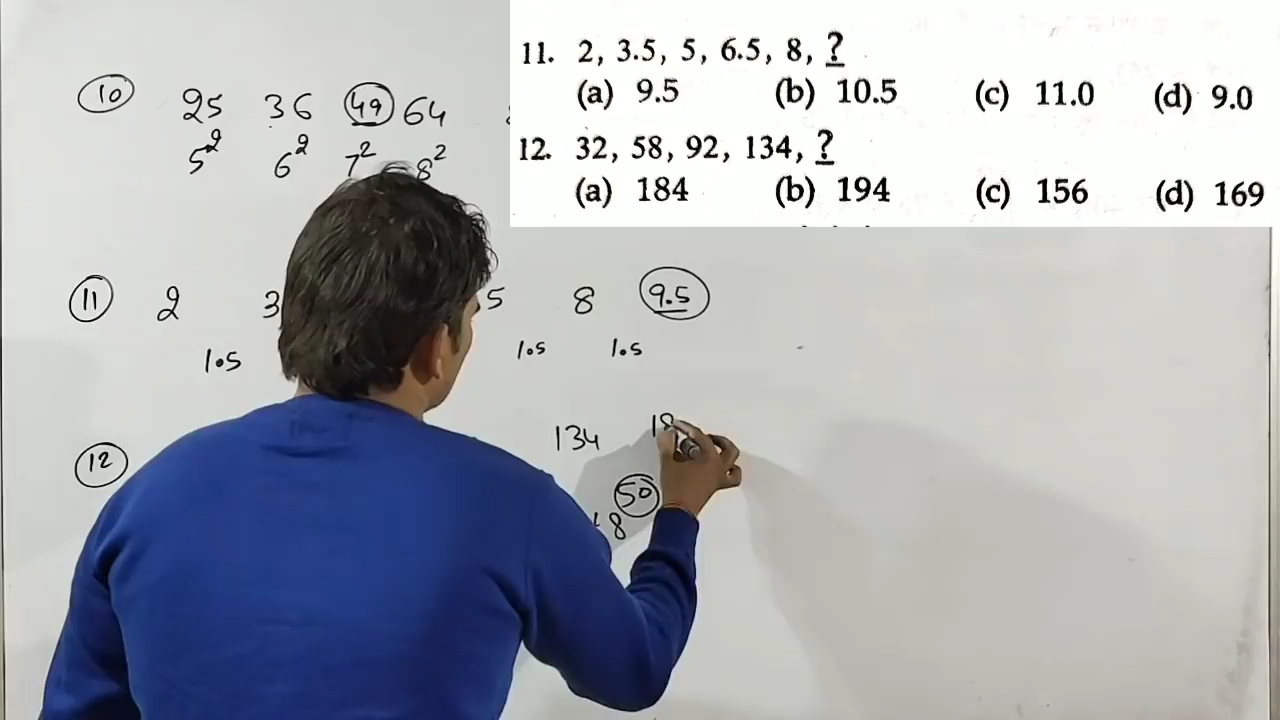 11. 2, 3.5, 5, 6.5, 8, ?
(a) 9.5 (b) 10.5 (c) 11.0 (d) 9.0
12. 32, 58, 92, 134, ?
(a) 184 (b) 194 (c) 156 (d) 169
10 25 36 49 64
5² 6² 7² 8²
11 2 3 5 8 9.5
1.5 1.5 1.5
12 134 18
50
+8